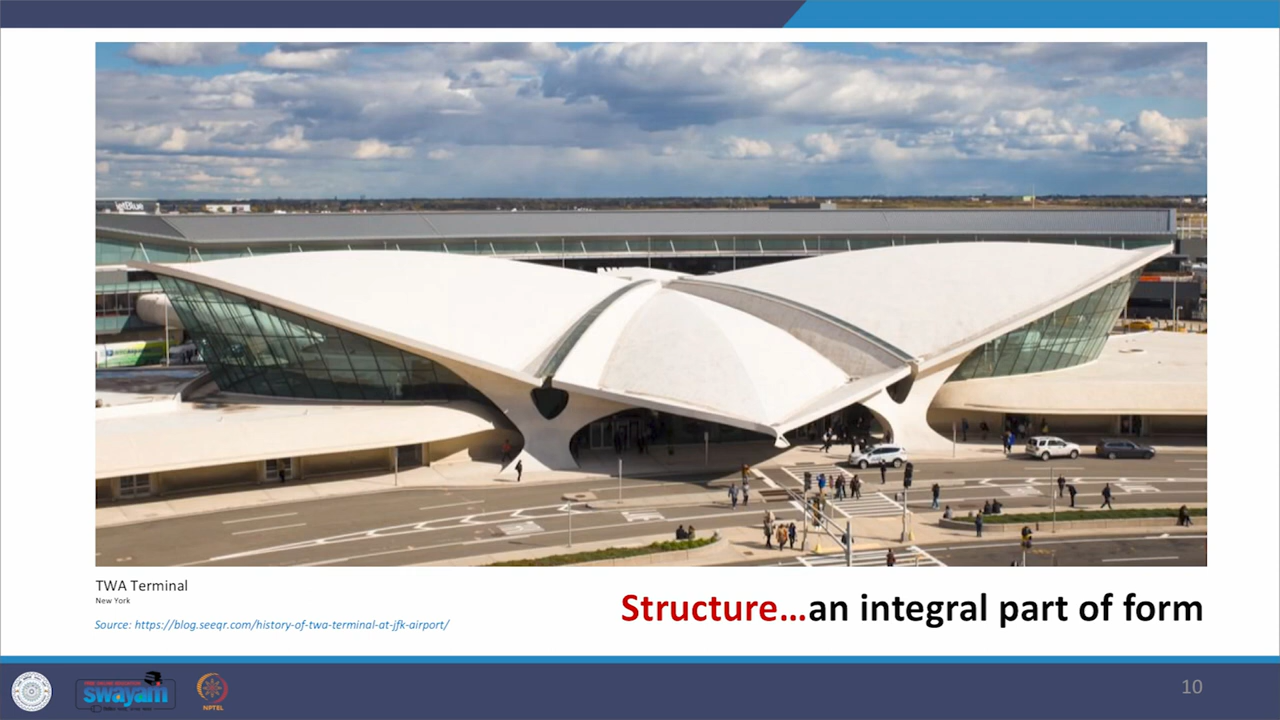 jetBlue
TWA Terminal
New York
Source: https://blog.seeqr.com/history-of-twa-terminal-at-jfk-airport/
Structure...an integral part of form
swayam
NPTEL
10